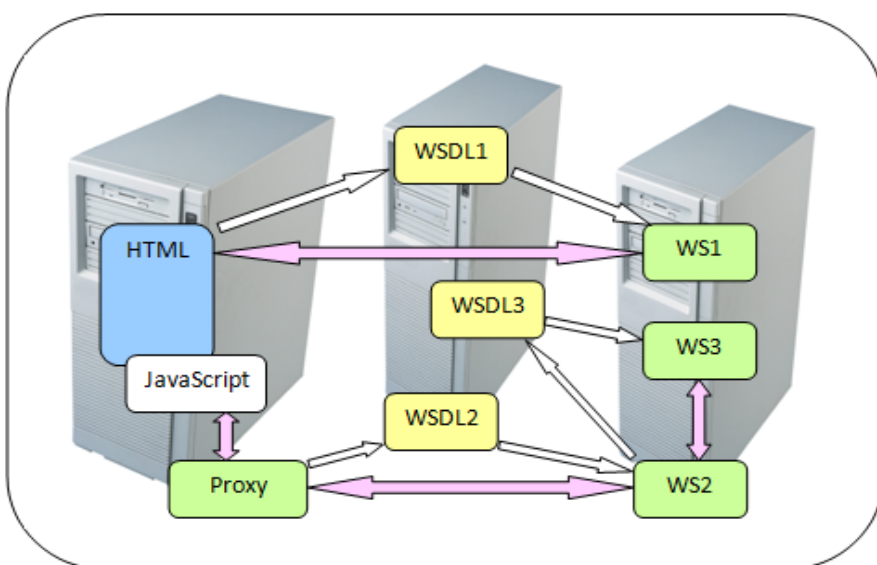 WSDL1
HTML
WS1
WSDL3
WS3
JavaScript
WSDL2
Proxy
WS2